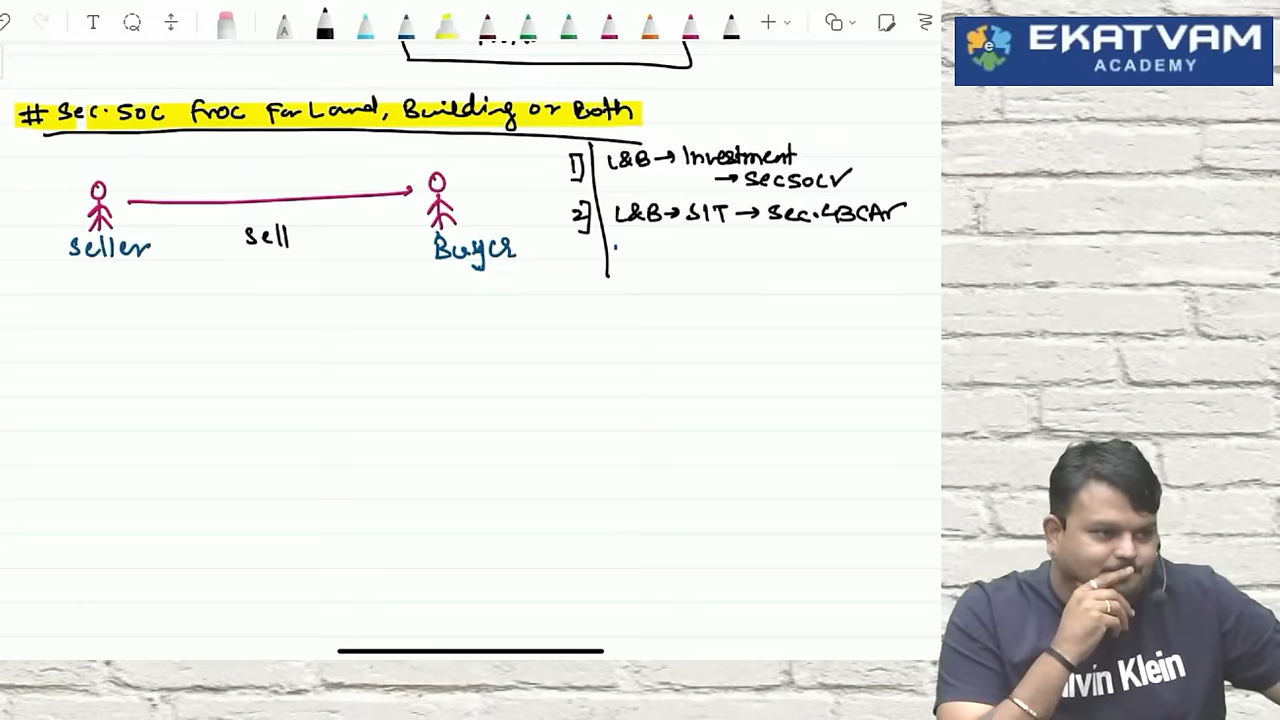 EKATVAM
ACADEMY
# Sec. 50C FVOC For Land, Building or Both
1] L&B → Investment
→ Sec 50C ✓
2] L&B → SIT → Sec. 43CA ✓
Seller
sell
Buyer
Calvin Klein